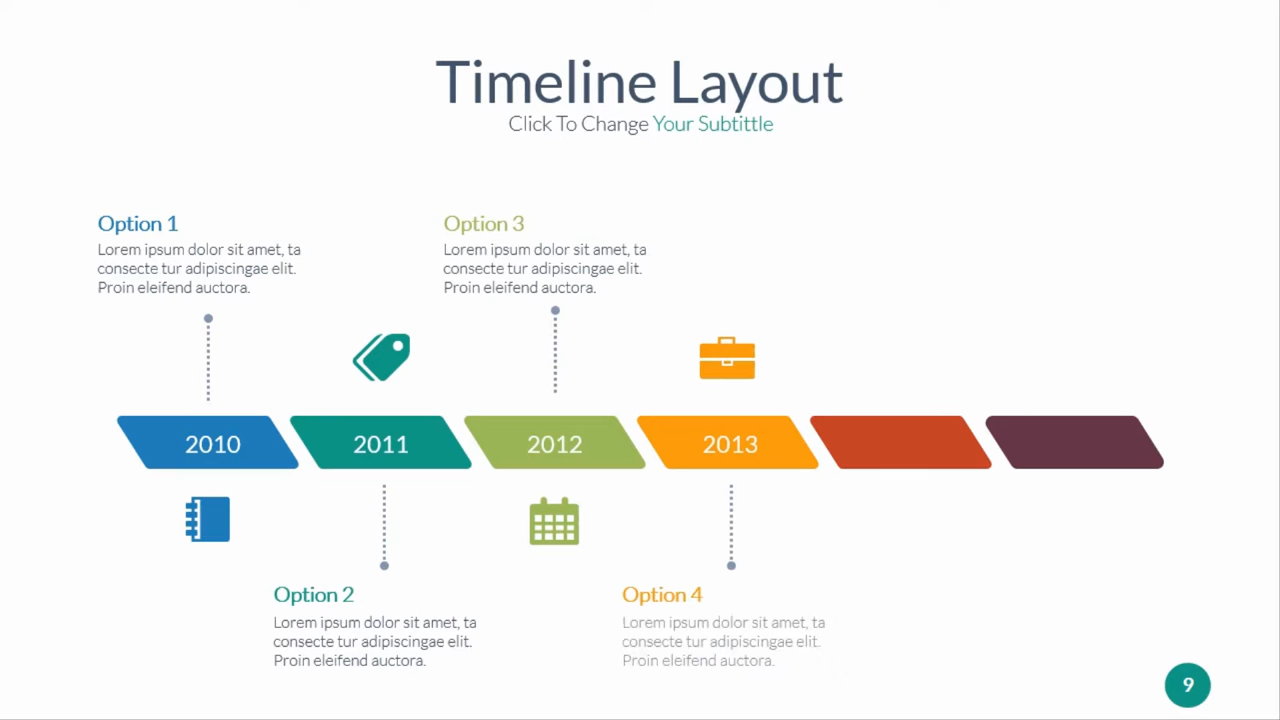 Timeline Layout
Click To Change Your Subtittle
Option 1
Lorem ipsum dolor sit amet, ta
consecte tur adipiscingae elit.
Proin eleifend auctora.
Option 3
Lorem ipsum dolor sit amet, ta
consecte tur adipiscingae elit.
Proin eleifend auctora.
2010
2011
2012
2013
Option 2
Lorem ipsum dolor sit amet, ta
consecte tur adipiscingae elit.
Proin eleifend auctora.
Option 4
Lorem ipsum dolor sit amet, ta
consecte tur adipiscingae elit.
Proin eleifend auctora.
9